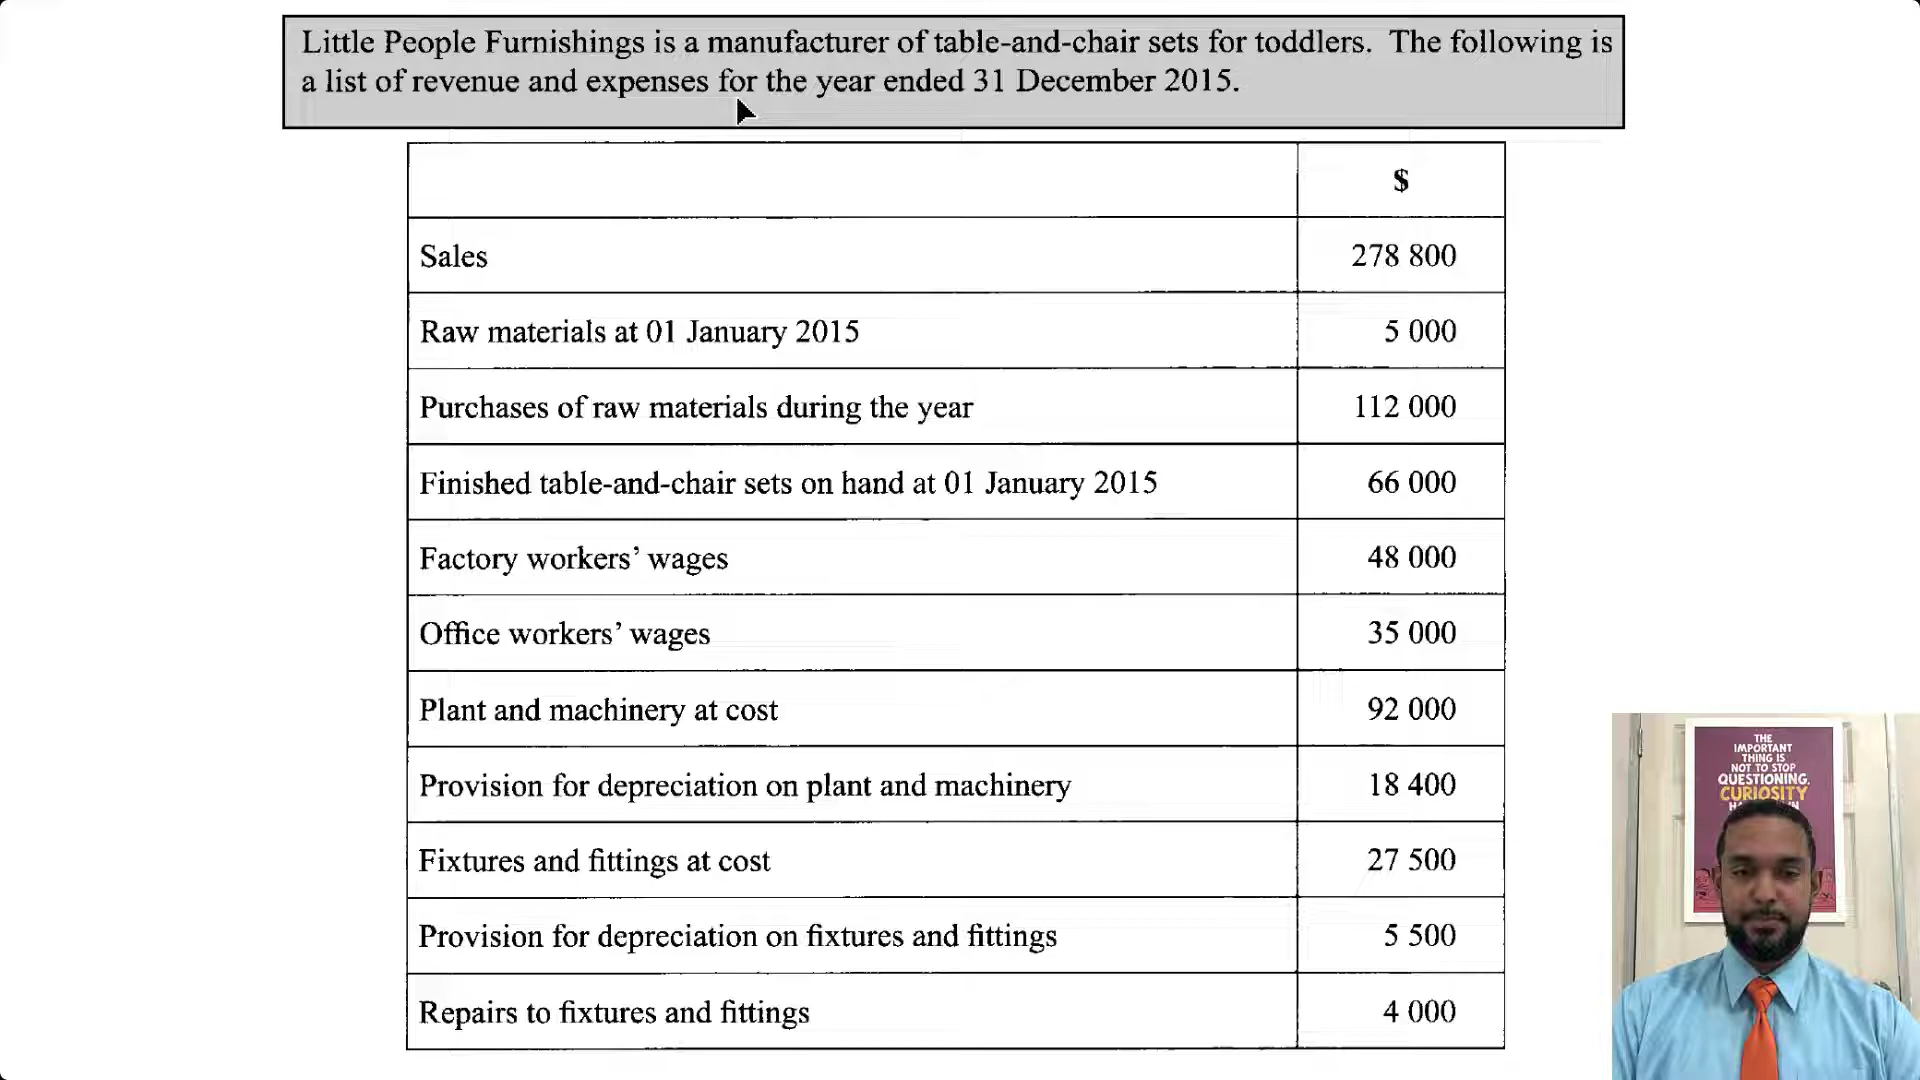 Little People Furnishings is a manufacturer of table-and-chair sets for toddlers. The following is
a list of revenue and expenses for the year ended 31 December 2015.
$
Sales 278 800
Raw materials at 01 January 2015 5 000
Purchases of raw materials during the year 112 000
Finished table-and-chair sets on hand at 01 January 2015 66 000
Factory workers’ wages 48 000
Office workers’ wages 35 000
Plant and machinery at cost 92 000
Provision for depreciation on plant and machinery 18 400
Fixtures and fittings at cost 27 500
Provision for depreciation on fixtures and fittings 5 500
Repairs to fixtures and fittings 4 000
THE
IMPORTANT
THING IS
NOT TO STOP
QUESTIONING.
CURIOSITY